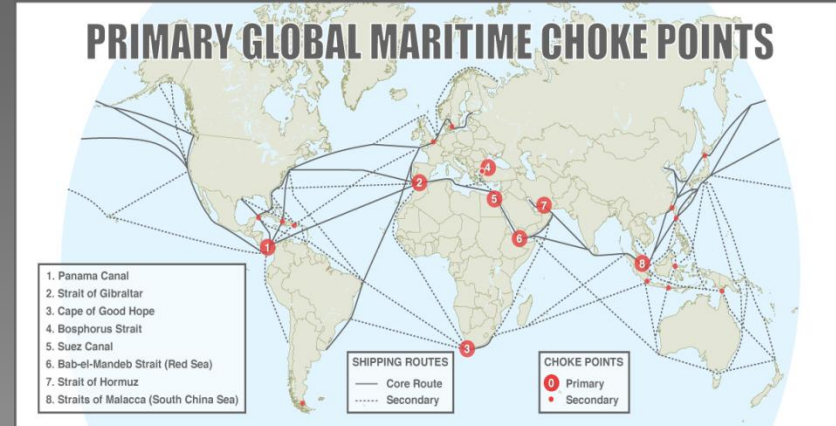 PRIMARY GLOBAL MARITIME CHOKE POINTS
4
2
5
7
6
1
8
3
1. Panama Canal
2. Strait of Gibraltar
3. Cape of Good Hope
4. Bosphorus Strait
5. Suez Canal
6. Bab-el-Mandeb Strait (Red Sea)
7. Strait of Hormuz
8. Straits of Malacca (South China Sea)
SHIPPING ROUTES
Core Route
Secondary
CHOKE POINTS
0 Primary
Secondary